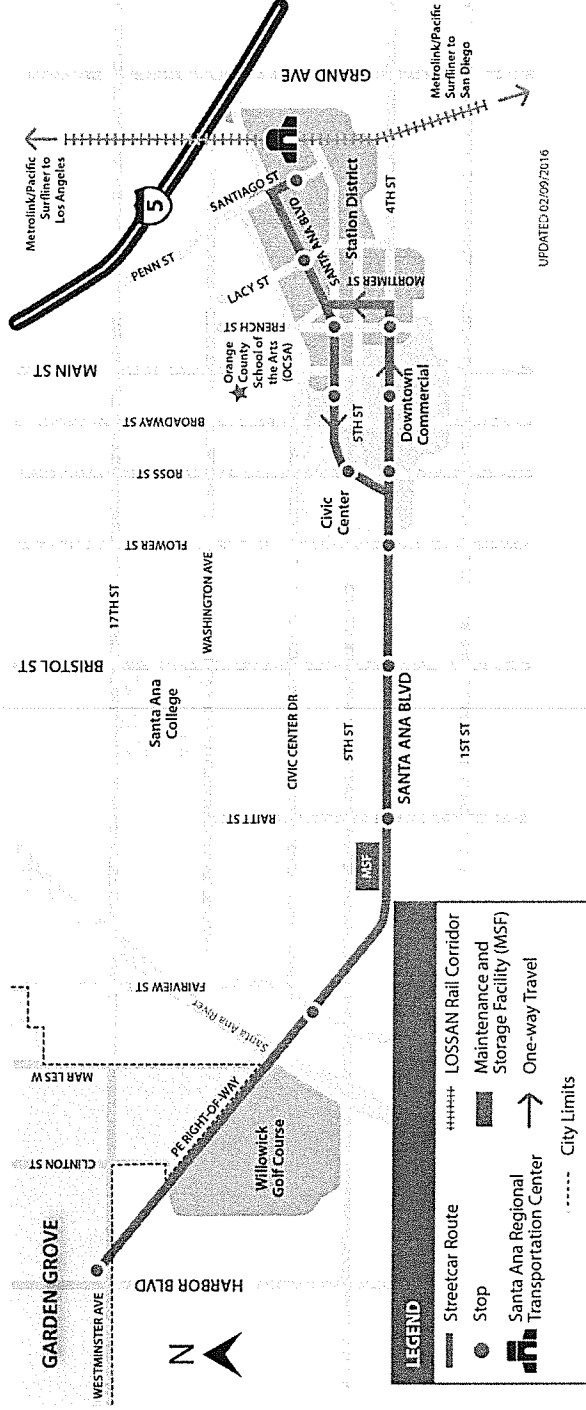 Metrolink/Pacific
Surfliner to
Los Angeles
5
GRAND AVE
PENN ST
SANTIAGO ST
Metrolink/Pacific
Surfliner to
San Diego
MAIN ST
LACY ST
SANTA ANA BLVD
Station District
4TH ST
MORTIMER ST
FRENCH ST
Orange
County
School of
the Arts
(OCSA)
BROADWAY ST
5TH ST
Downtown
Commercial
ROSS ST
Civic
Center
FLOWER ST
UPDATED 02/09/2016
BRISTOL ST
17TH ST
WASHINGTON AVE
Santa Ana
College
CIVIC CENTER DR
5TH ST
SANTA ANA BLVD
1ST ST
RAITT ST
MSF
FAIRVIEW ST
Santa Ana River
MAR LES W
PE RIGHT-OF-WAY
CLINTON ST
Willowick
Golf Course
GARDEN GROVE
WESTMINSTER AVE
HARBOR BLVD
N
LEGEND
Streetcar Route
Stop
Santa Ana Regional
Transportation Center
LOSSAN Rail Corridor
Maintenance and
Storage Facility (MSF)
One-way Travel
City Limits